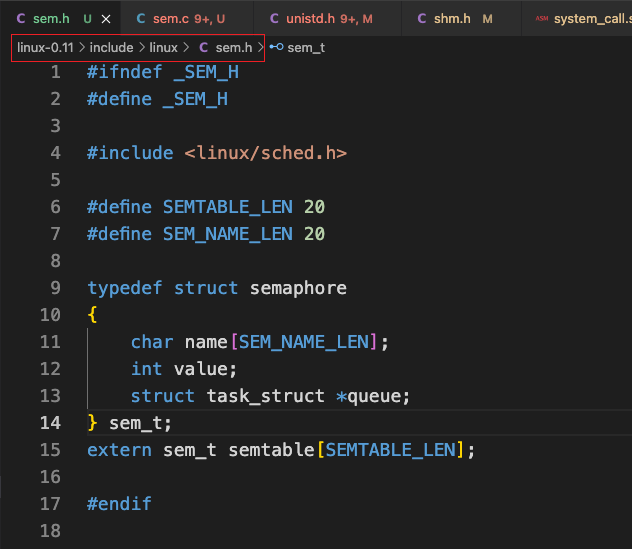 C sem.h U ×
C sem.c 9+, U
C unistd.h 9+, M
C shm.h M
ASM system_call.s
linux-0.11 > include > linux > C sem.h > sem_t
1 #ifndef _SEM_H
2 #define _SEM_H
3
4 #include <linux/sched.h>
5
6 #define SEMTABLE_LEN 20
7 #define SEM_NAME_LEN 20
8
9 typedef struct semaphore
10 {
11     char name[SEM_NAME_LEN];
12     int value;
13     struct task_struct *queue;
14 } sem_t;
15 extern sem_t semtable[SEMTABLE_LEN];
16
17 #endif
18